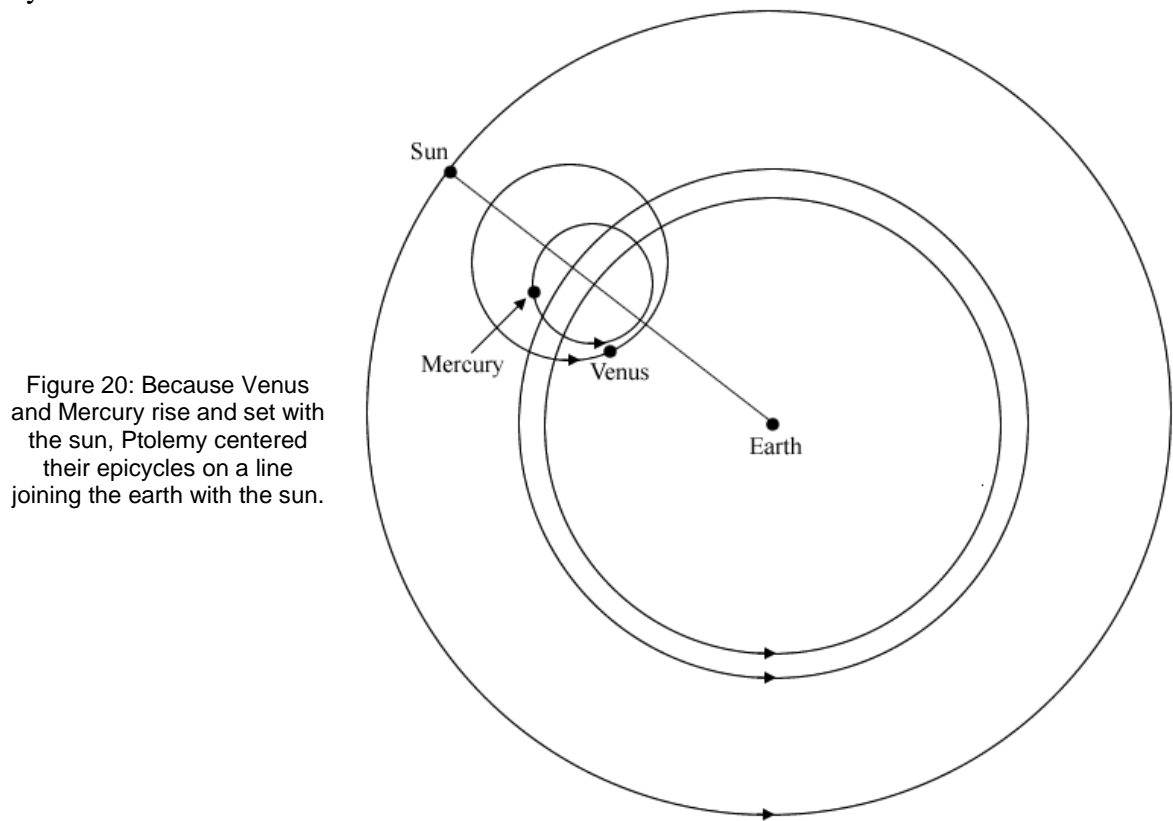 y
Sun
Mercury
Venus
Earth
Figure 20: Because Venus
and Mercury rise and set with
the sun, Ptolemy centered
their epicycles on a line
joining the earth with the sun.